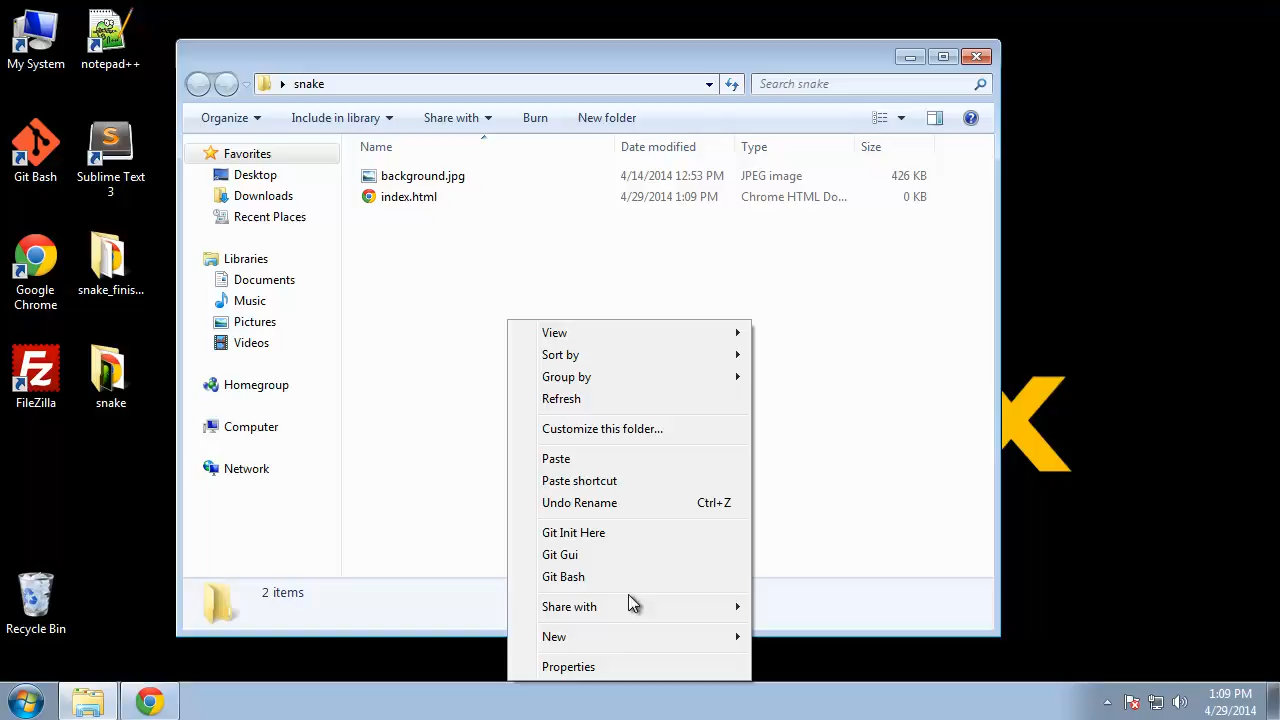 My System
notepad++
Git Bash
Sublime Text
3
Google
Chrome
snake_finis...
FileZilla
snake
Recycle Bin
snake
Search snake
Organize
Include in library
Share with
Burn
New folder
Name
Date modified
Type
Size
Favorites
Desktop
Downloads
Recent Places
Libraries
Documents
Music
Pictures
Videos
Homegroup
Computer
Network
background.jpg 4/14/2014 12:53 PM JPEG image 426 KB
index.html 4/29/2014 1:09 PM Chrome HTML Do... 0 KB
View
Sort by
Group by
Refresh
Customize this folder...
Paste
Paste shortcut
Undo Rename Ctrl+Z
Git Init Here
Git Gui
Git Bash
Share with
New
Properties
2 items
1:09 PM
4/29/2014